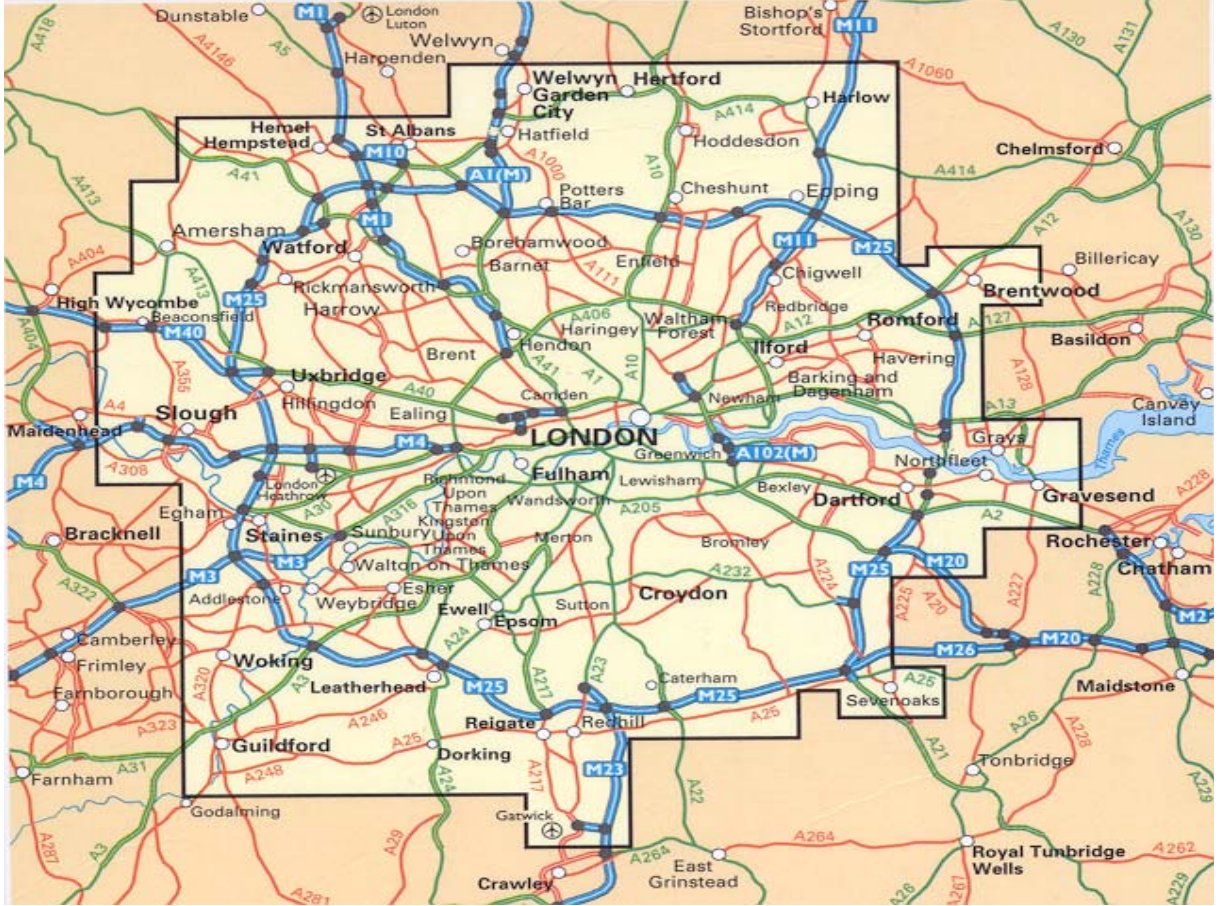 Dunstable
M1
London
Luton
Bishop's
Stortford
M11
A418
A5
A4146
Welwyn
A130
A131
Harpenden
A1060
Welwyn
Garden
City
Hertford
Harlow
A414
Hemel
Hempstead
St Albans
Hatfield
Hoddesdon
Chelmsford
M10
A1000
A10
A414
A41
A1(M)
Potters
Bar
Cheshunt
Epping
A413
M1
A12
A130
Amersham
Watford
Borehamwood
M11
M25
A404
Barnet
Enfield
Chigwell
Billericay
A413
M25
Rickmansworth
A111
Brentwood
High Wycombe
Beaconsfield
Harrow
Redbridge
A406
Waltham
Forest
A12
Romford
A127
M40
Haringey
A404
Hendon
Ilford
Basildon
Brent
Havering
A355
A41
A1
A10
A128
Uxbridge
Barking and
Dagenham
A40
Camden
Newham
Hillingdon
Canvey
Island
A4
Slough
Ealing
A13
Maidenhead
M4
LONDON
Grays
Greenwich
A102(M)
Thames
A308
Fulham
Northfleet
M4
London
Heathrow
Richmond
Upon
Thames
Wandsworth
Lewisham
Bexley
Dartford
Gravesend
A228
A30
A316
A205
Egham
Kingston
Upon
Thames
A2
Bracknell
Staines
Sunbury
Merton
Bromley
Rochester
M3
M3
Walton on Thames
M25
M20
Chatham
A322
A232
A224
A227
A228
Addlestone
Weybridge
Esher
A225
A20
Croydon
M2
Ewell
Sutton
Camberley
Epsom
A24
M20
Frimley
Woking
A3
M26
A320
A23
Farnborough
Leatherhead
M25
A217
Caterham
M25
A25
Maidstone
Sevenoaks
A323
A246
Reigate
Redhill
A25
A26
Guildford
A25
A21
A228
Dorking
A31
A248
Tonbridge
Farnham
M23
A217
A24
A22
A229
Godalming
Gatwick
A287
A3
A29
A264
A264
A262
East
Grinstead
Royal Tunbridge
Wells
Crawley
A281
A26
A267
A229